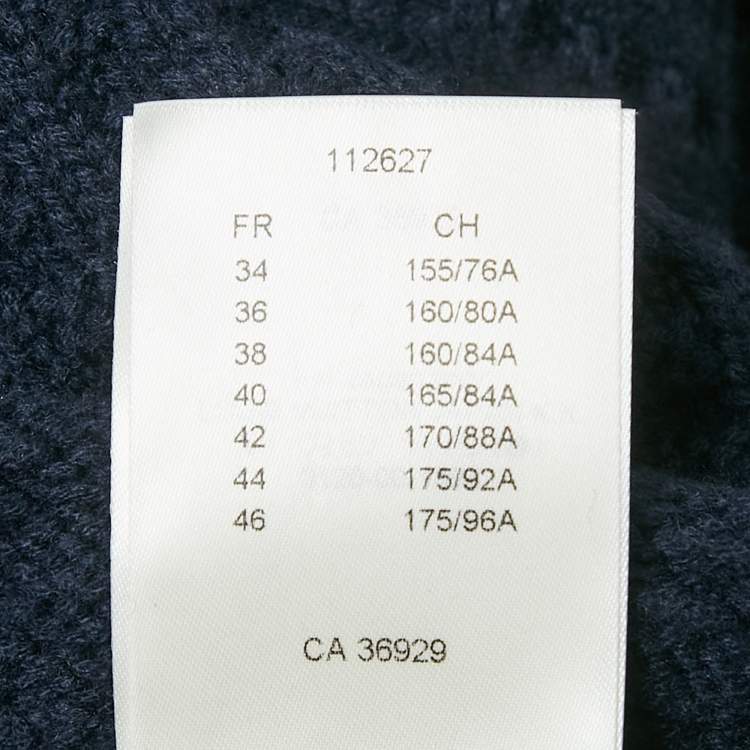 112627
FR CH
34 155/76A
36 160/80A
38 160/84A
40 165/84A
42 170/88A
44 175/92A
46 175/96A
CA 36929